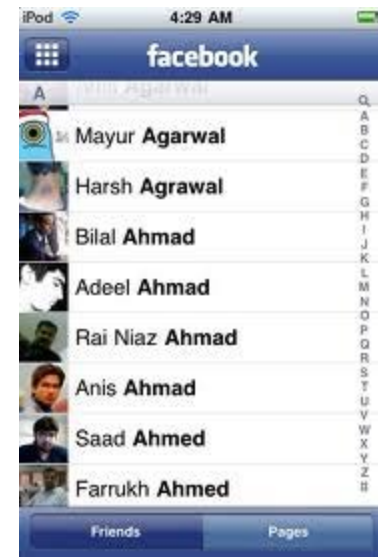 iPod 4:29 AM
facebook
A
Agarwal
Mayur Agarwal
Harsh Agrawal
Bilal Ahmad
Adeel Ahmad
Rai Niaz Ahmad
Anis Ahmad
Saad Ahmed
Farrukh Ahmed
A
B
C
D
E
F
G
H
I
J
K
L
M
N
O
P
Q
R
S
T
U
V
W
X
Y
Z
#
Friends Pages